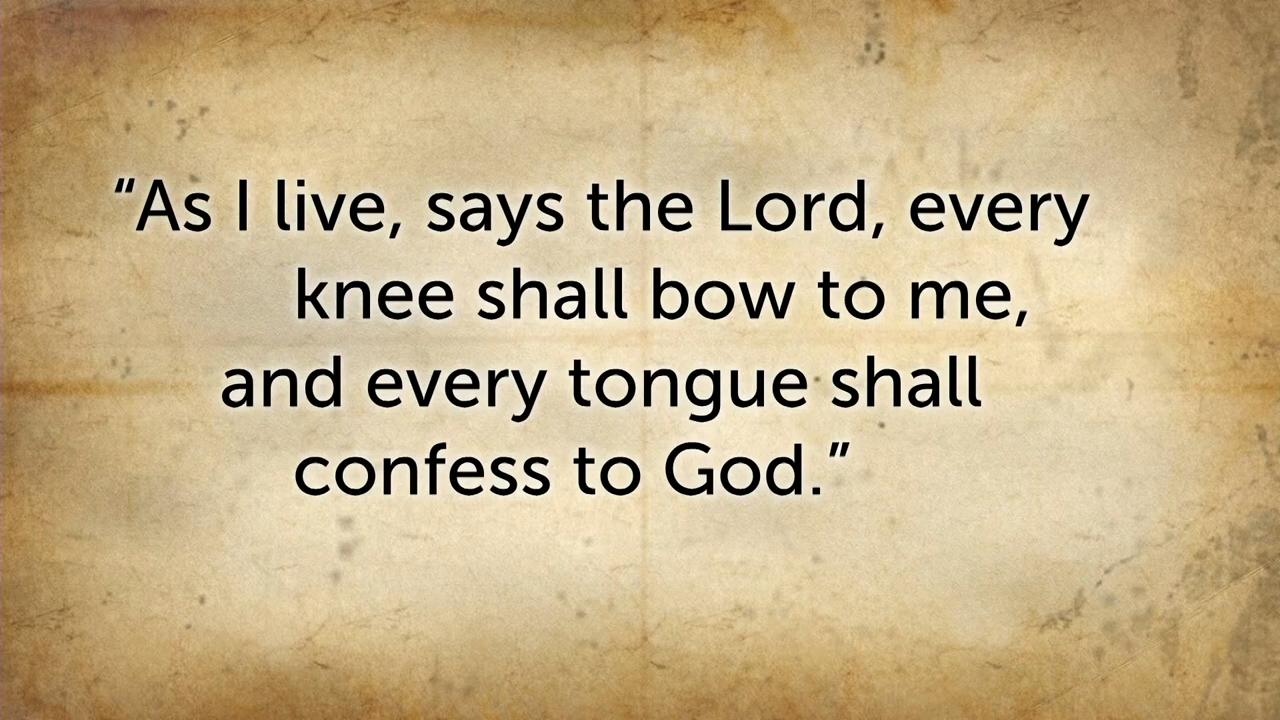 “As I live, says the Lord, every
knee shall bow to me,
and every tongue shall
confess to God.”